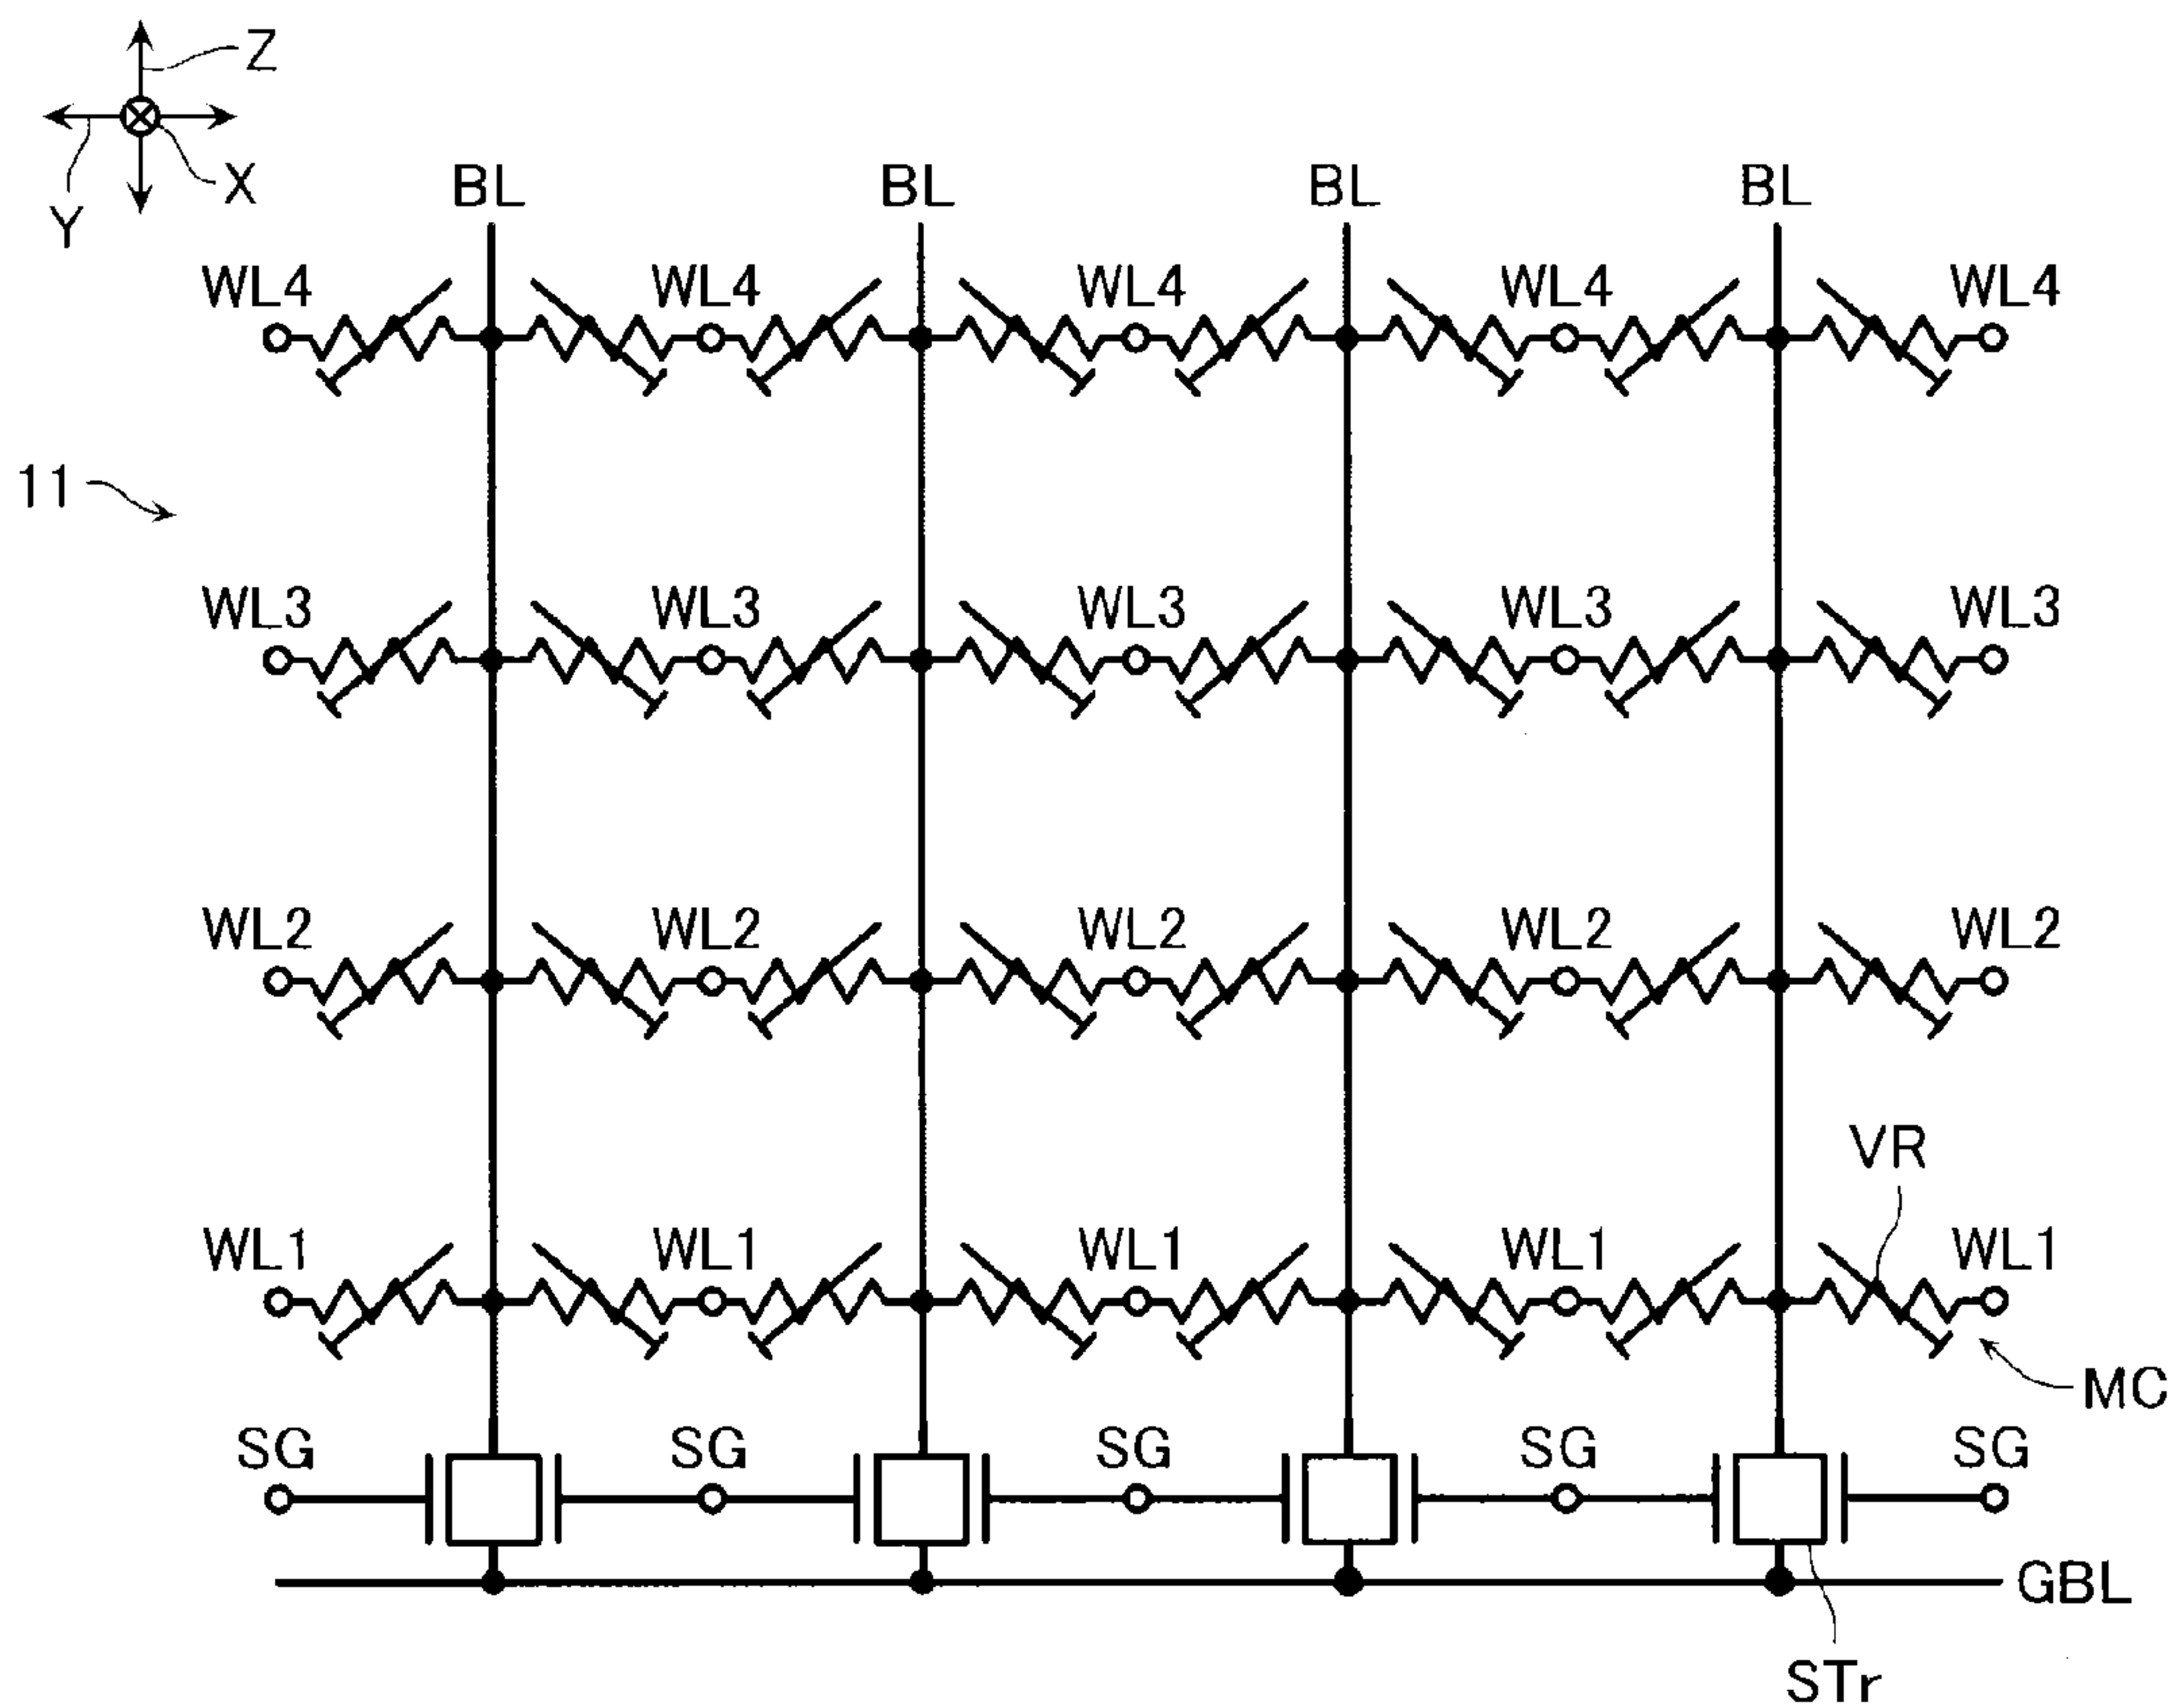 Z
X
Y
BL BL BL BL
WL4 WL4 WL4 WL4 WL4
11
WL3 WL3 WL3 WL3 WL3
WL2 WL2 WL2 WL2 WL2
VR
WL1 WL1 WL1 WL1 WL1
MC
SG SG SG SG SG
GBL
STr